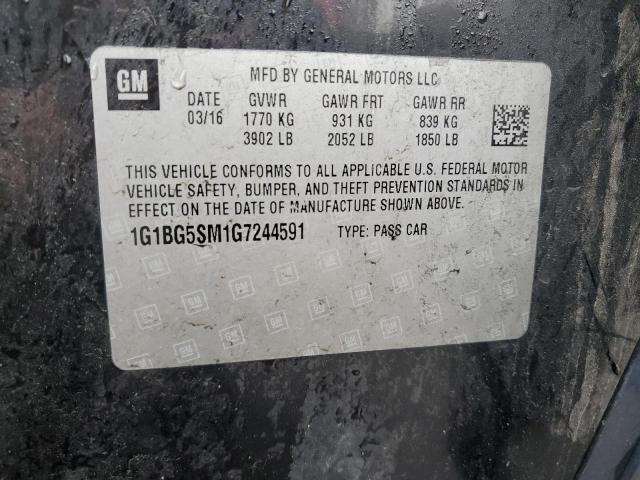 GM
MFD BY GENERAL MOTORS LLC
DATE GVWR GAWR FRT GAWR RR
03/16 1770 KG 931 KG 839 KG
3902 LB 2052 LB 1850 LB
THIS VEHICLE CONFORMS TO ALL APPLICABLE U.S. FEDERAL MOTOR
VEHICLE SAFETY, BUMPER, AND THEFT PREVENTION STANDARDS IN
EFFECT ON THE DATE OF MANUFACTURE SHOWN ABOVE.
1G1BG5SM1G7244591 TYPE: PASS CAR